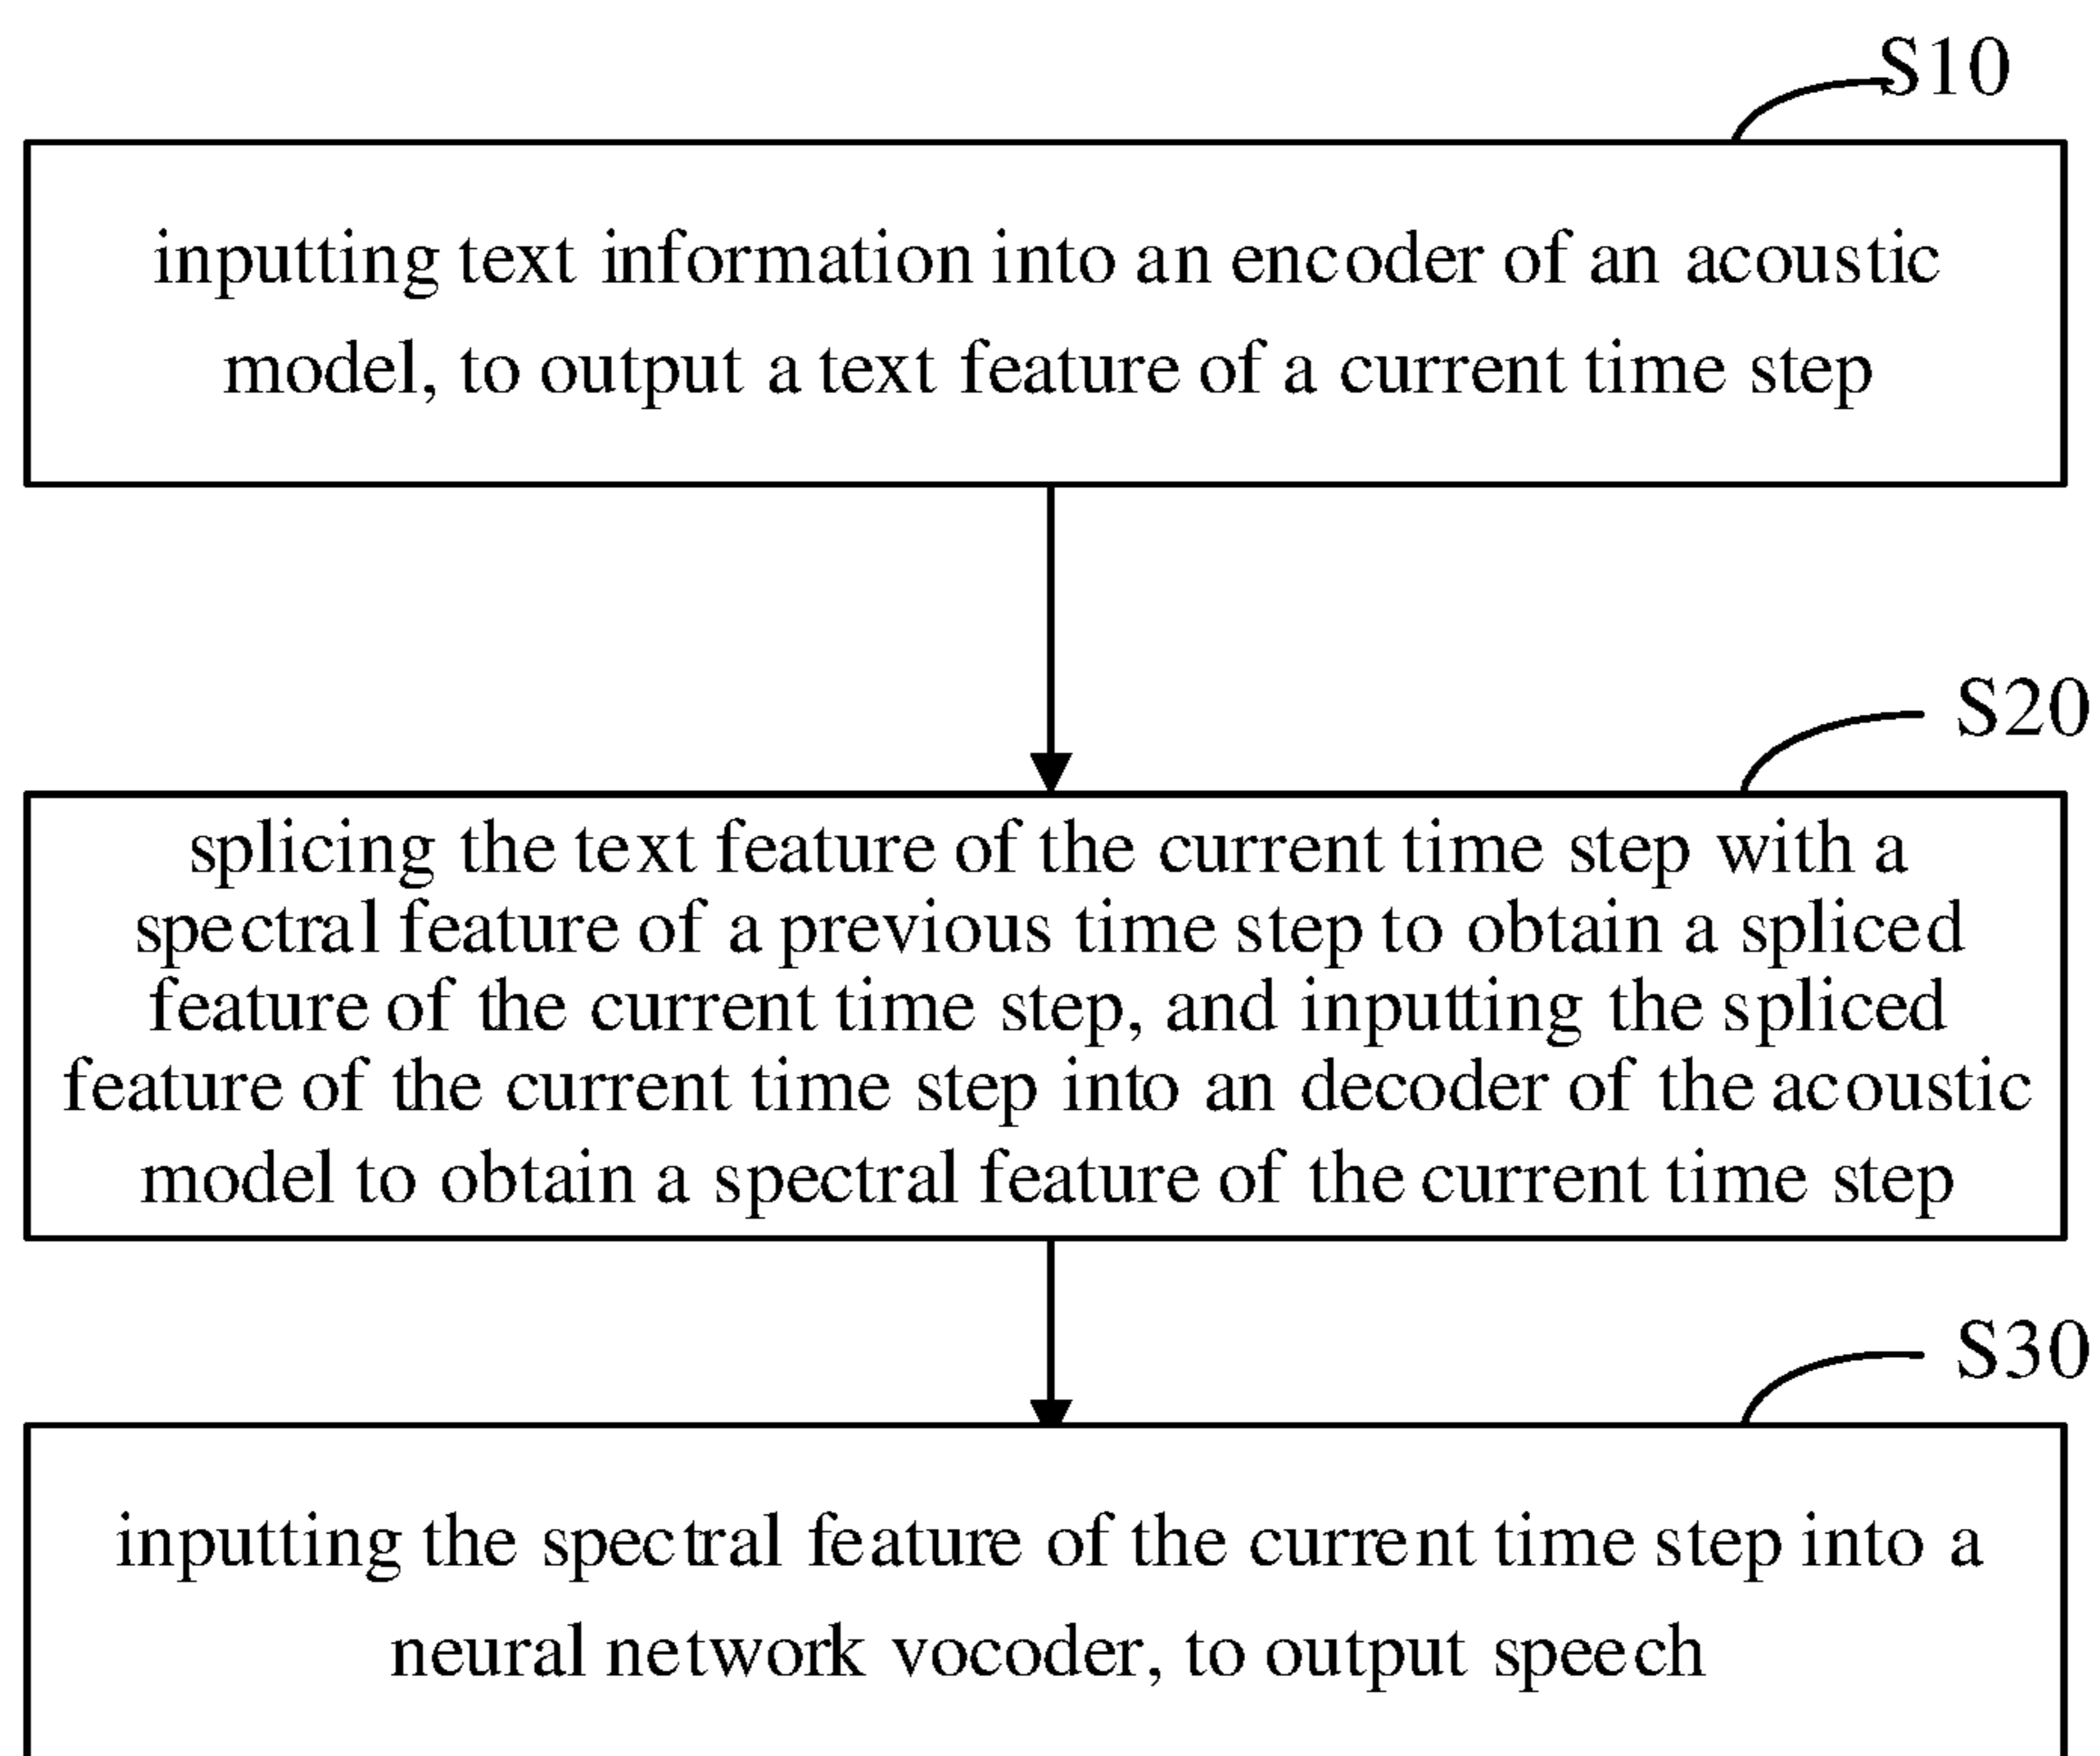 S10
inputting text information into an encoder of an acoustic
model, to output a text feature of a current time step
S20
splicing the text feature of the current time step with a
spectral feature of a previous time step to obtain a spliced
feature of the current time step, and inputting the spliced
feature of the current time step into an decoder of the acoustic
model to obtain a spectral feature of the current time step
S30
inputting the spectral feature of the current time step into a
neural network vocoder, to output speech